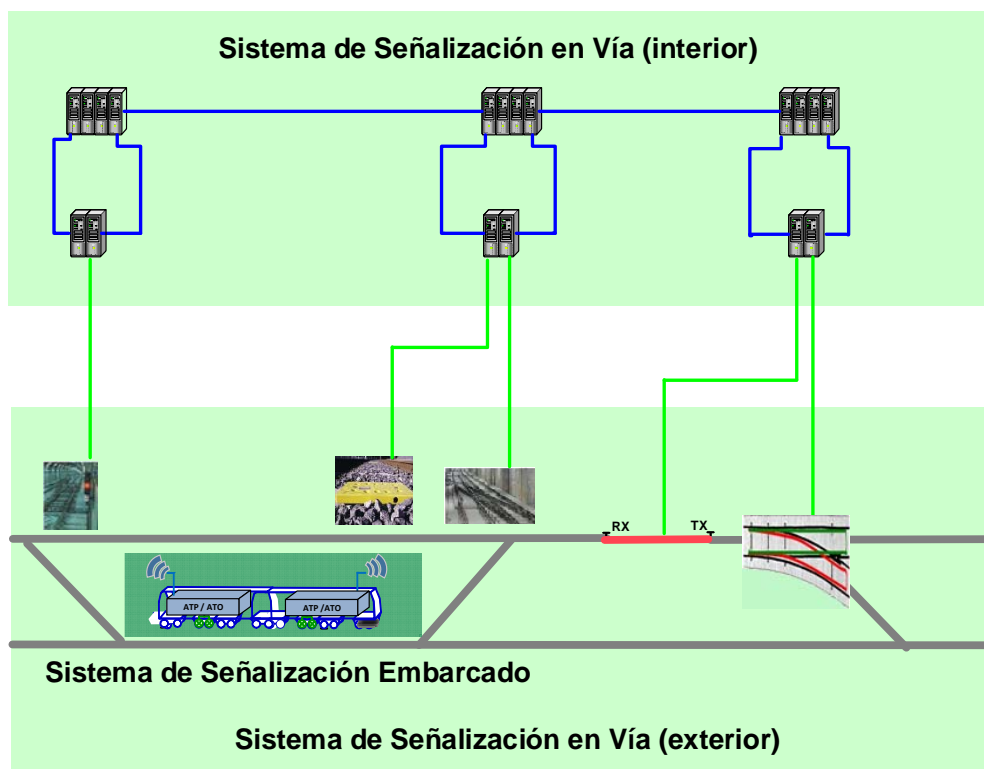 Sistema de Señalización en Vía (interior)
RX
TX
ATP / ATO
ATP /ATO
Sistema de Señalización Embarcado
Sistema de Señalización en Vía (exterior)